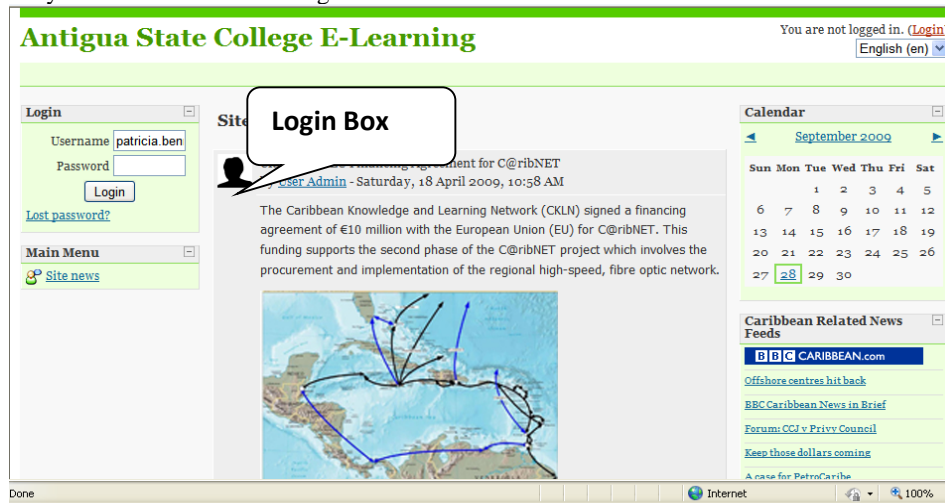 Antigua State College E-Learning
You are not logged in. (Login)
English (en)
Login
Username patricia.ben
Password
Login
Lost password?
Main Menu
Site news
Site
Login Box
Financing Agreement for C@ribNET
by User Admin - Saturday, 18 April 2009, 10:58 AM
The Caribbean Knowledge and Learning Network (CKLN) signed a financing
agreement of €10 million with the European Union (EU) for C@ribNET. This
funding supports the second phase of the C@ribNET project which involves the
procurement and implementation of the regional high-speed, fibre optic network.
Calendar
◄ September 2009 ►
Sun Mon Tue Wed Thu Fri Sat
1 2 3 4 5
6 7 8 9 10 11 12
13 14 15 16 17 18 19
20 21 22 23 24 25 26
27 28 29 30
Caribbean Related News
Feeds
BBC CARIBBEAN.com
Offshore centres hit back
BBC Caribbean News in Brief
Forum: CCJ v Privy Council
Keep those dollars coming
A case for PetroCaribe
Done
Internet
100%